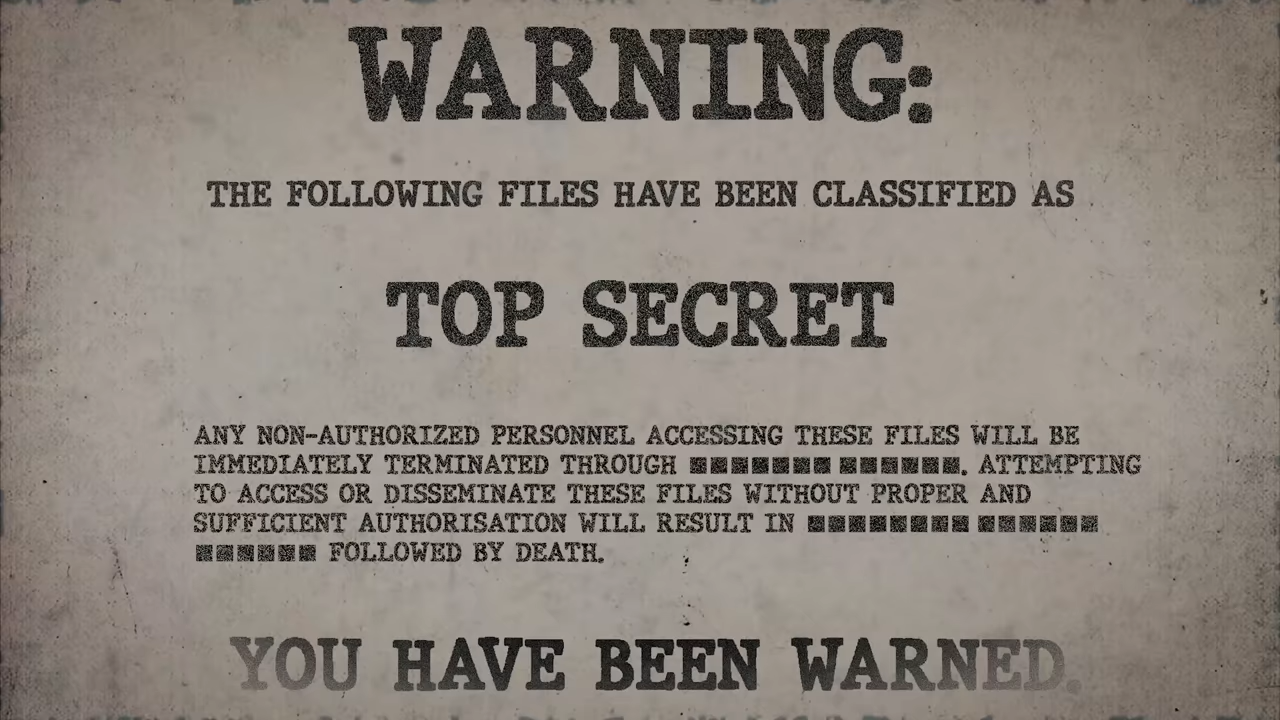 WARNING:
THE FOLLOWING FILES HAVE BEEN CLASSIFIED AS
TOP SECRET
ANY NON-AUTHORIZED PERSONNEL ACCESSING THESE FILES WILL BE
IMMEDIATELY TERMINATED THROUGH ■■■■■■■ ■■■■■■. ATTEMPTING
TO ACCESS OR DISSEMINATE THESE FILES WITHOUT PROPER AND
SUFFICIENT AUTHORISATION WILL RESULT IN ■■■■■■■■ ■■■■■■
■■■■■■ FOLLOWED BY DEATH.
YOU HAVE BEEN WARNED.